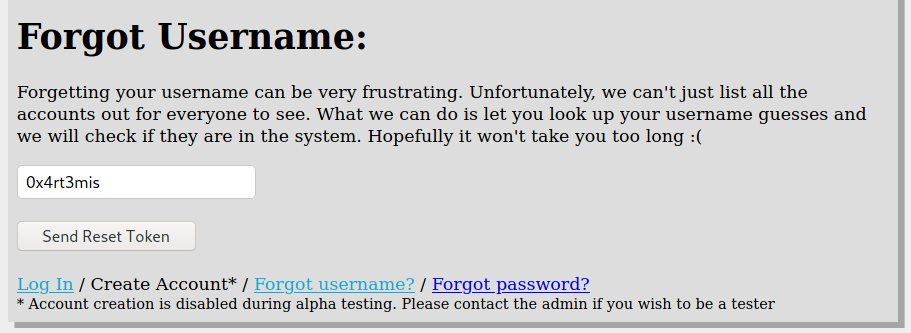 Forgot Username:
Forgetting your username can be very frustrating. Unfortunately, we can't just list all the
accounts out for everyone to see. What we can do is let you look up your username guesses and
we will check if they are in the system. Hopefully it won't take you too long :(
0x4rt3mis
Send Reset Token
Log In / Create Account* / Forgot username? / Forgot password?
* Account creation is disabled during alpha testing. Please contact the admin if you wish to be a tester